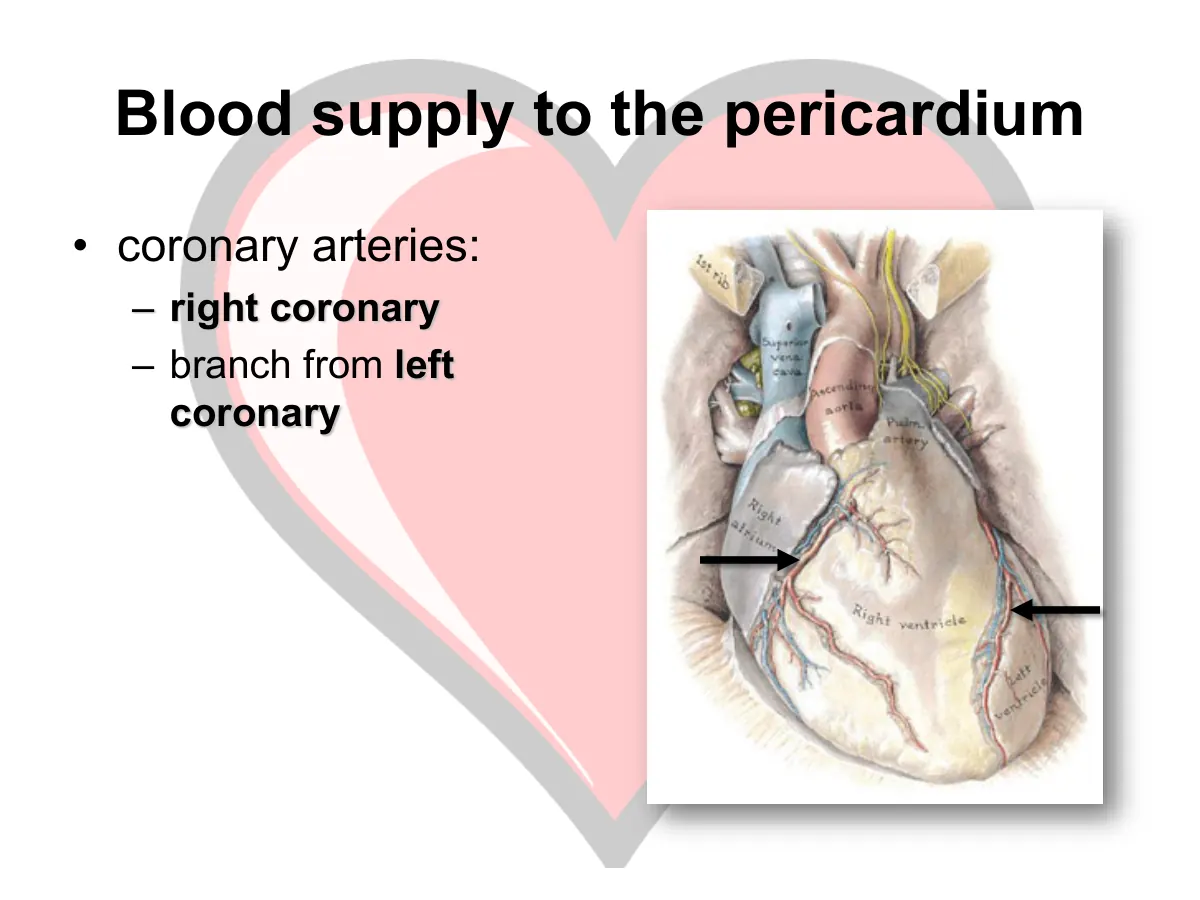 Blood supply to the pericardium
• coronary arteries:
– right coronary
– branch from left
coronary
1st rib
Superior
vena
cava
Ascending
aorta
Pulm.
artery
Right
atrium
Right ventricle
Left
ventricle